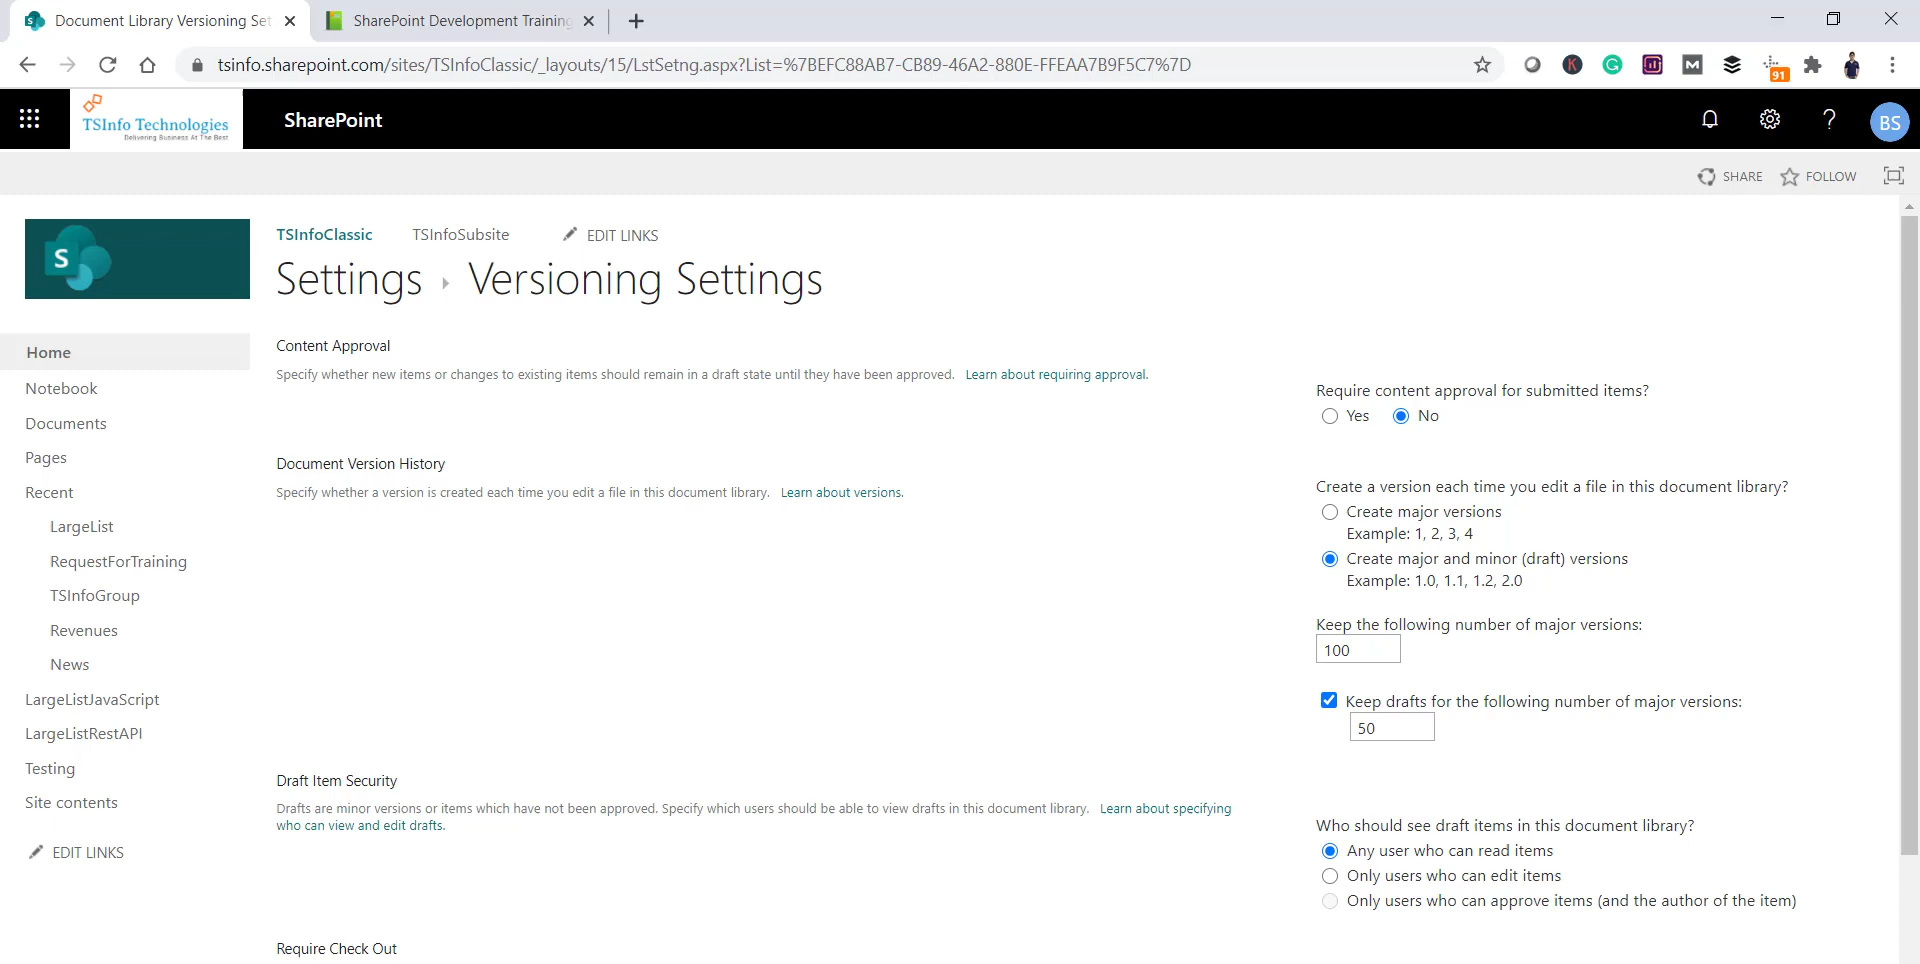 Document Library Versioning Set
SharePoint Development Training
tsinfo.sharepoint.com/sites/TSInfoClassic/_layouts/15/LstSetng.aspx?List=%7BEFC88AB7-CB89-46A2-880E-FFEAA7B9F5C7%7D
91
TSInfo Technologies
Delivering Business At The Best
SharePoint
BS
SHARE
FOLLOW
TSInfoClassic
TSInfoSubsite
EDIT LINKS
Settings
Versioning Settings
Home
Notebook
Documents
Pages
Recent
LargeList
RequestForTraining
TSInfoGroup
Revenues
News
LargeListJavaScript
LargeListRestAPI
Testing
Site contents
EDIT LINKS
Content Approval
Specify whether new items or changes to existing items should remain in a draft state until they have been approved. Learn about requiring approval.
Require content approval for submitted items?
Yes
No
Document Version History
Specify whether a version is created each time you edit a file in this document library. Learn about versions.
Create a version each time you edit a file in this document library?
Create major versions
Example: 1, 2, 3, 4
Create major and minor (draft) versions
Example: 1.0, 1.1, 1.2, 2.0
Keep the following number of major versions:
100
Keep drafts for the following number of major versions:
50
Draft Item Security
Drafts are minor versions or items which have not been approved. Specify which users should be able to view drafts in this document library. Learn about specifying
who can view and edit drafts.
Who should see draft items in this document library?
Any user who can read items
Only users who can edit items
Only users who can approve items (and the author of the item)
Require Check Out